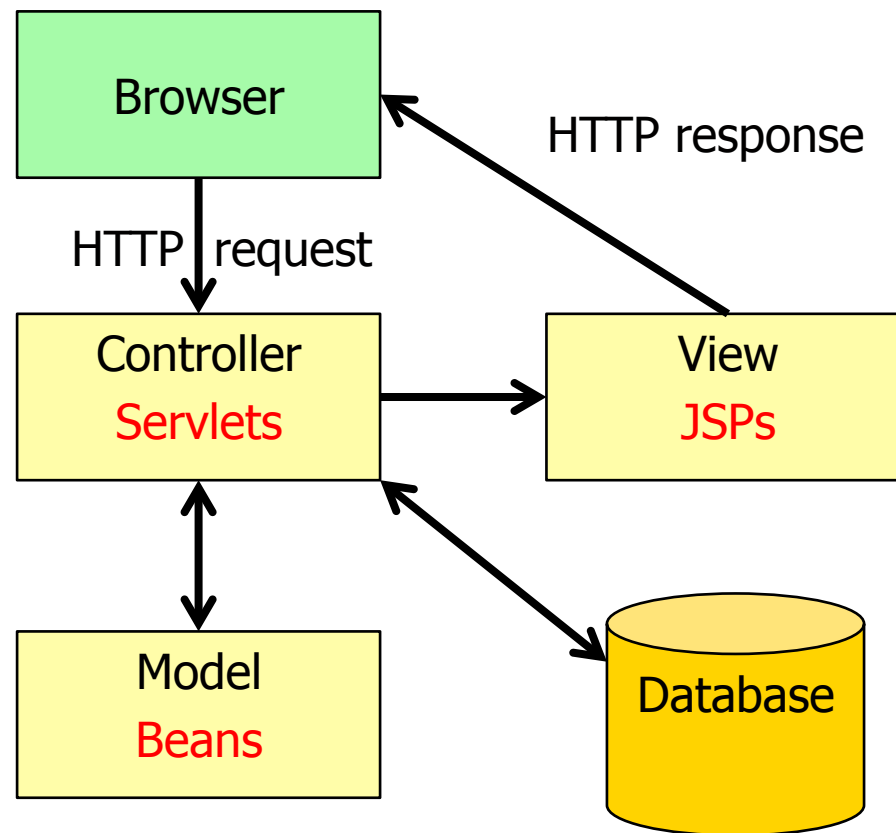 Browser
HTTP response
HTTP request
Controller
Servlets
View
JSPs
Model
Beans
Database